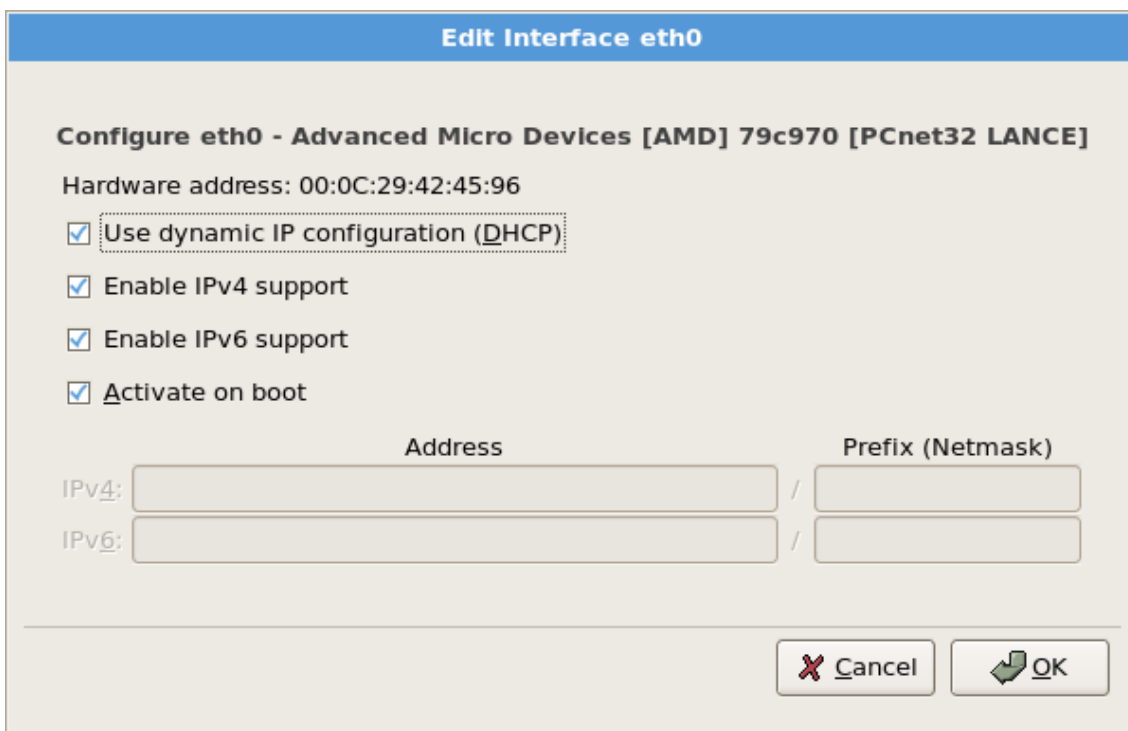 Edit Interface eth0
Configure eth0 - Advanced Micro Devices [AMD] 79c970 [PCnet32 LANCE]
Hardware address: 00:0C:29:42:45:96
Use dynamic IP configuration (DHCP)
Enable IPv4 support
Enable IPv6 support
Activate on boot
Address Prefix (Netmask)
IPv4: /
IPv6: /
Cancel OK